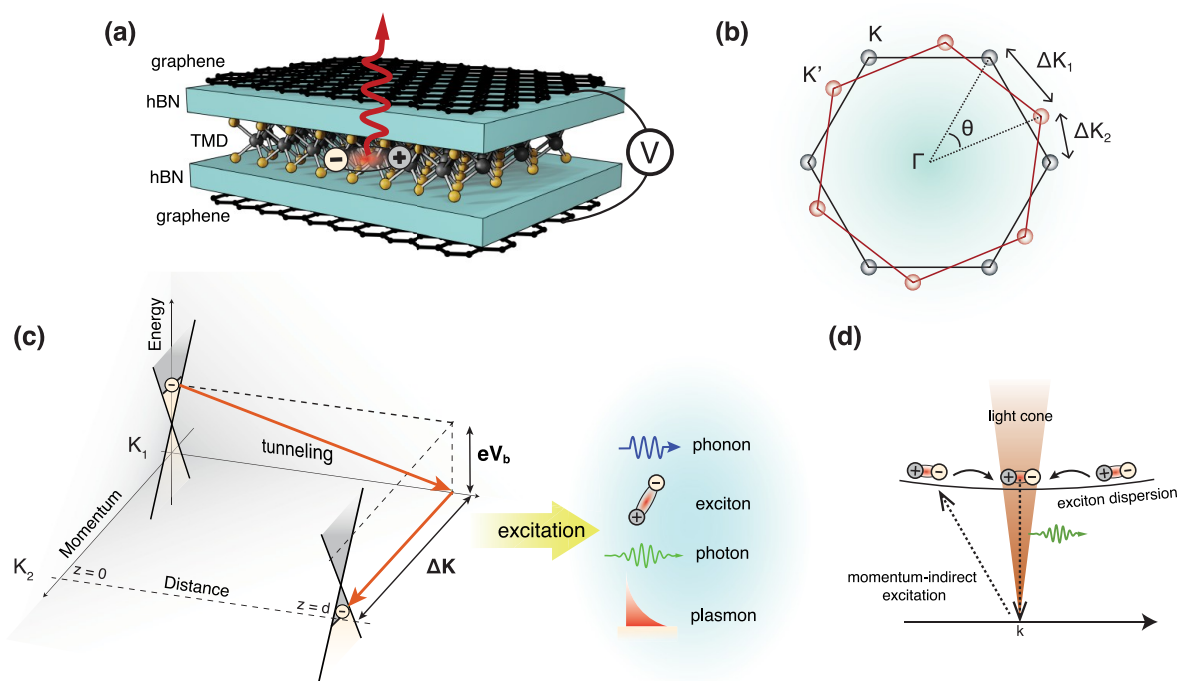 (a)
graphene
hBN
TMD
hBN
graphene
− +
V
(b)
K
K'
ΔK₁
ΔK₂
θ
Γ
(c)
Energy
K₁
tunneling
eV_b
Momentum
K₂
z = 0
Distance
z = d
ΔK
excitation
phonon
exciton
photon
plasmon
(d)
light cone
exciton dispersion
momentum-indirect
excitation
k